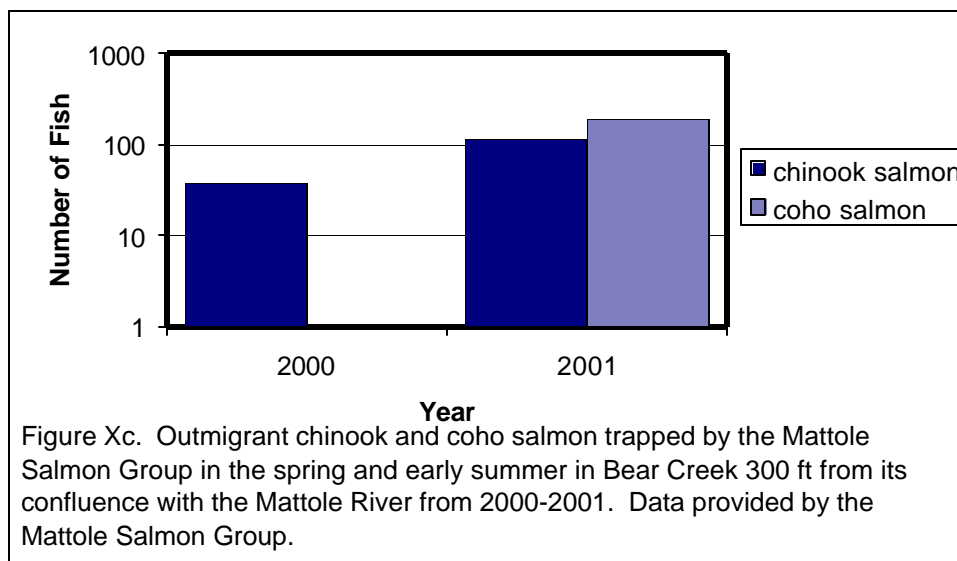 1000
100
10
1
Number of Fish
2000
2001
Year
chinook salmon
coho salmon
Figure Xc.  Outmigrant chinook and coho salmon trapped by the Mattole
Salmon Group in the spring and early summer in Bear Creek 300 ft from its
confluence with the Mattole River from 2000-2001.  Data provided by the
Mattole Salmon Group.